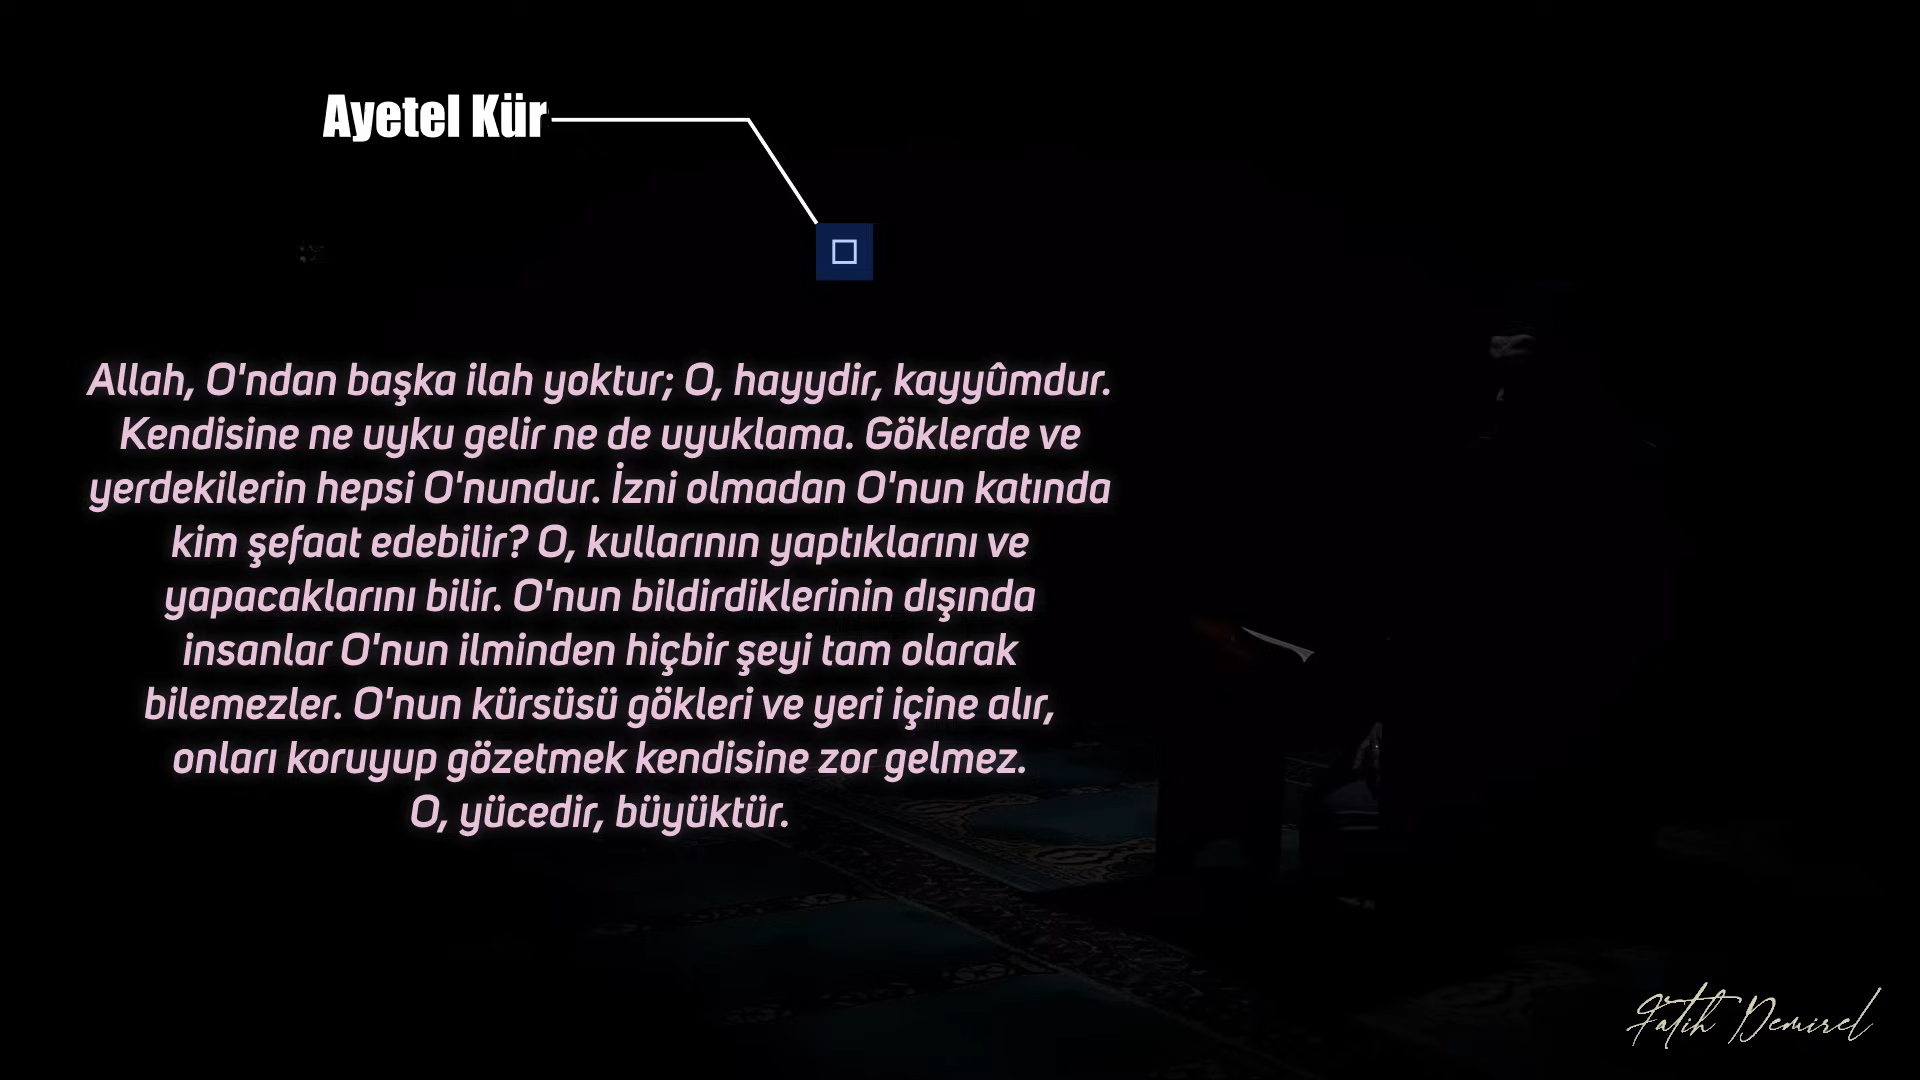 Ayetel Kür
Allah, O'ndan başka ilah yoktur; O, hayydir, kayyûmdur.
Kendisine ne uyku gelir ne de uyuklama. Göklerde ve
yerdekilerin hepsi O'nundur. İzni olmadan O'nun katında
kim şefaat edebilir? O, kullarının yaptıklarını ve
yapacaklarını bilir. O'nun bildirdiklerinin dışında
insanlar O'nun ilminden hiçbir şeyi tam olarak
bilemezler. O'nun kürsüsü gökleri ve yeri içine alır,
onları koruyup gözetmek kendisine zor gelmez.
O, yücedir, büyüktür.
Fatih Demirel